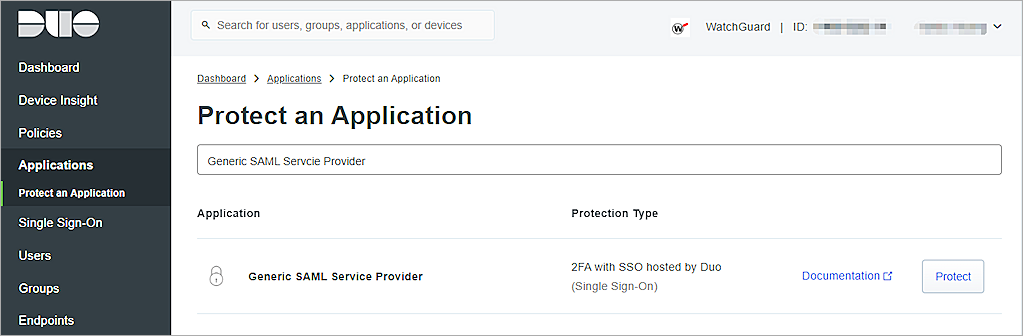 DUO
Search for users, groups, applications, or devices
WatchGuard | ID:
Dashboard
Device Insight
Policies
Applications
Protect an Application
Single Sign-On
Users
Groups
Endpoints
Dashboard > Applications > Protect an Application
Protect an Application
Generic SAML Servcie Provider
Application Protection Type
Generic SAML Service Provider
2FA with SSO hosted by Duo
(Single Sign-On)
Documentation
Protect